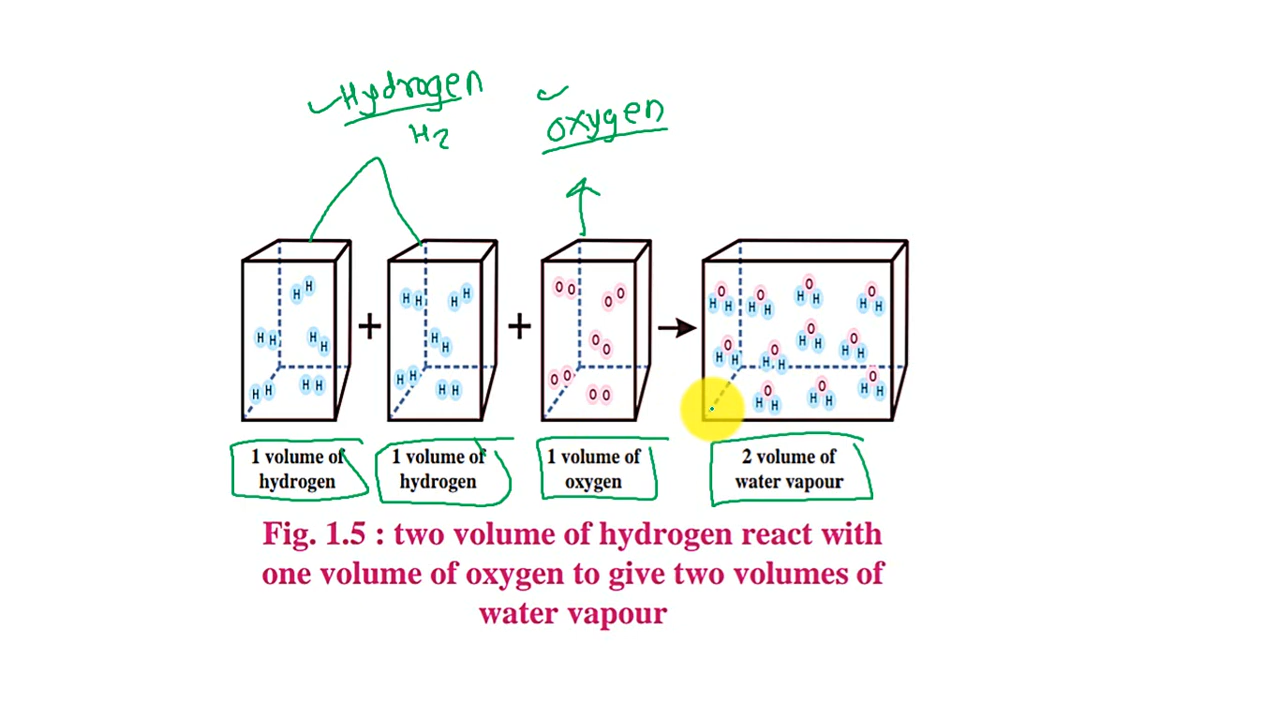 Hydrogen
H2
oxygen
H H H H H H H H H H
+
H H H H H H H H H H
+
O O O O O O O O O O
O H H O H H O H H O H H
O H H O H H O H H O H H
O H H O H H O H H
1 volume of
hydrogen
1 volume of
hydrogen
1 volume of
oxygen
2 volume of
water vapour
Fig. 1.5 : two volume of hydrogen react with
one volume of oxygen to give two volumes of
water vapour